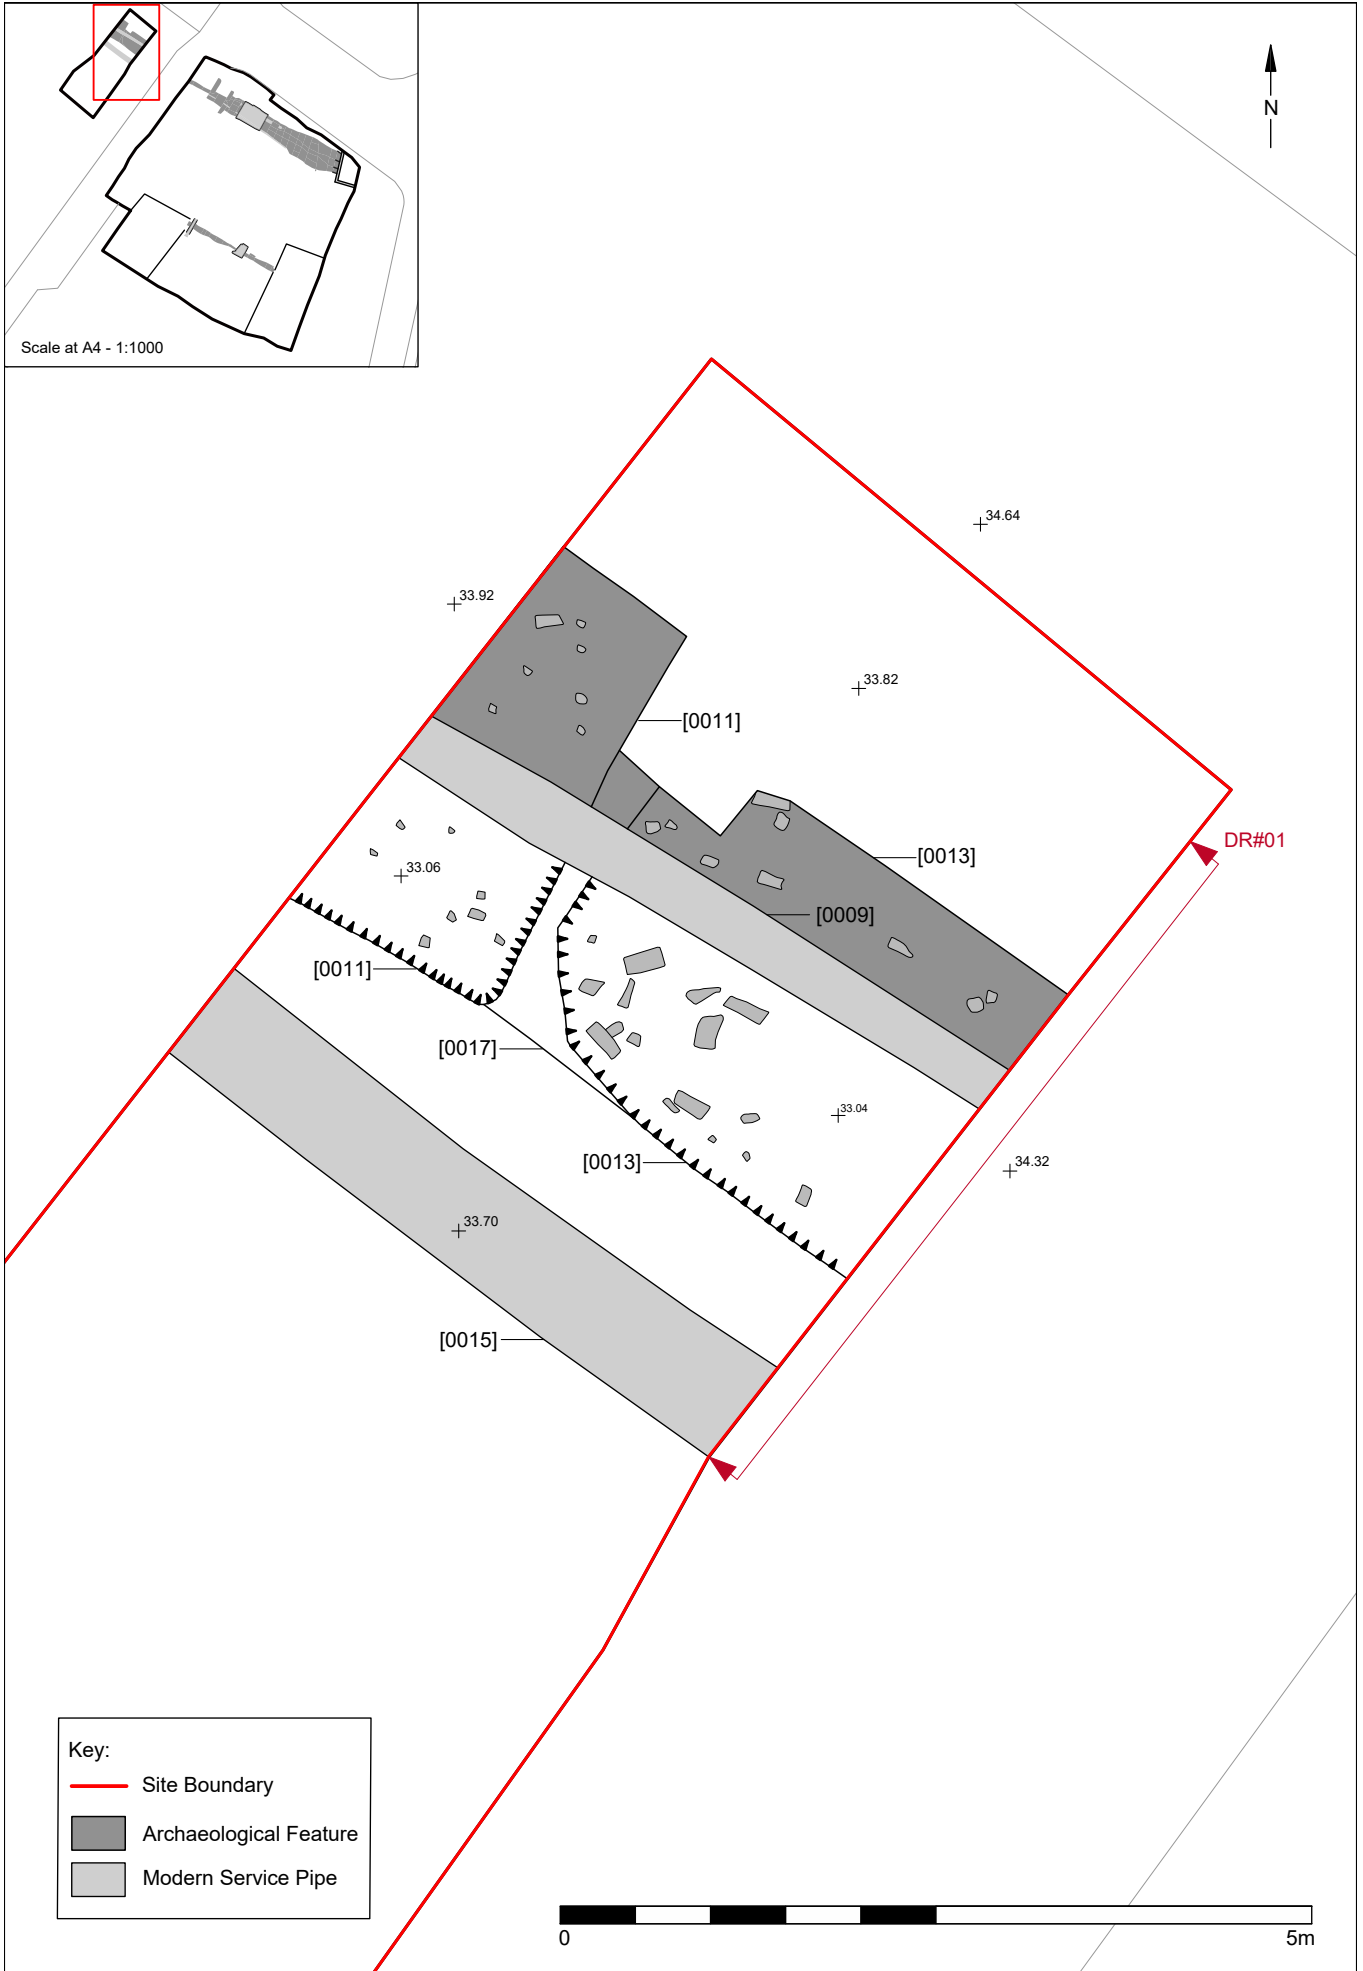 Scale at A4 - 1:1000
N
34.64
33.92
33.82
[0011]
DR#01
[0013]
33.06
[0009]
[0011]
[0017]
33.04
[0013]
34.32
33.70
[0015]
Key:
Site Boundary
Archaeological Feature
Modern Service Pipe
0 5m